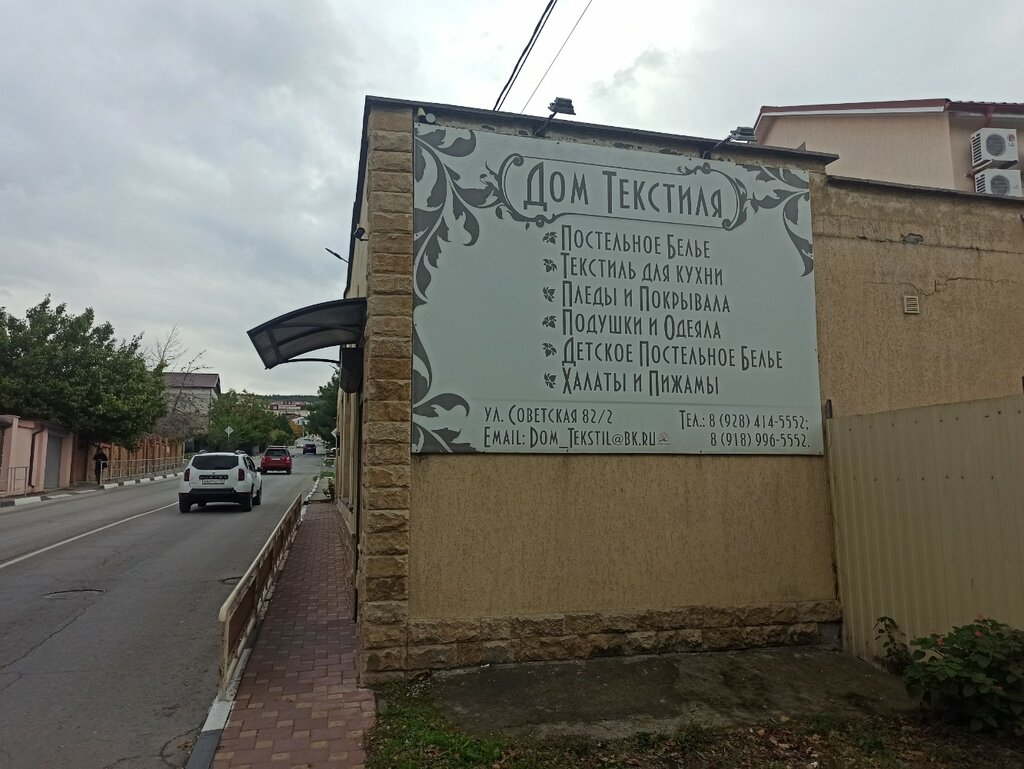 Дом Текстиля
Постельное Белье
Текстиль для кухни
Пледы и Покрывала
Подушки и Одеяла
Детское Постельное Белье
Халаты и Пижамы
ул. Советская 82/2
Тел.: 8 (928) 414-5552;
Email: Dom_Tekstil@bk.ru
8 (918) 996-5552.